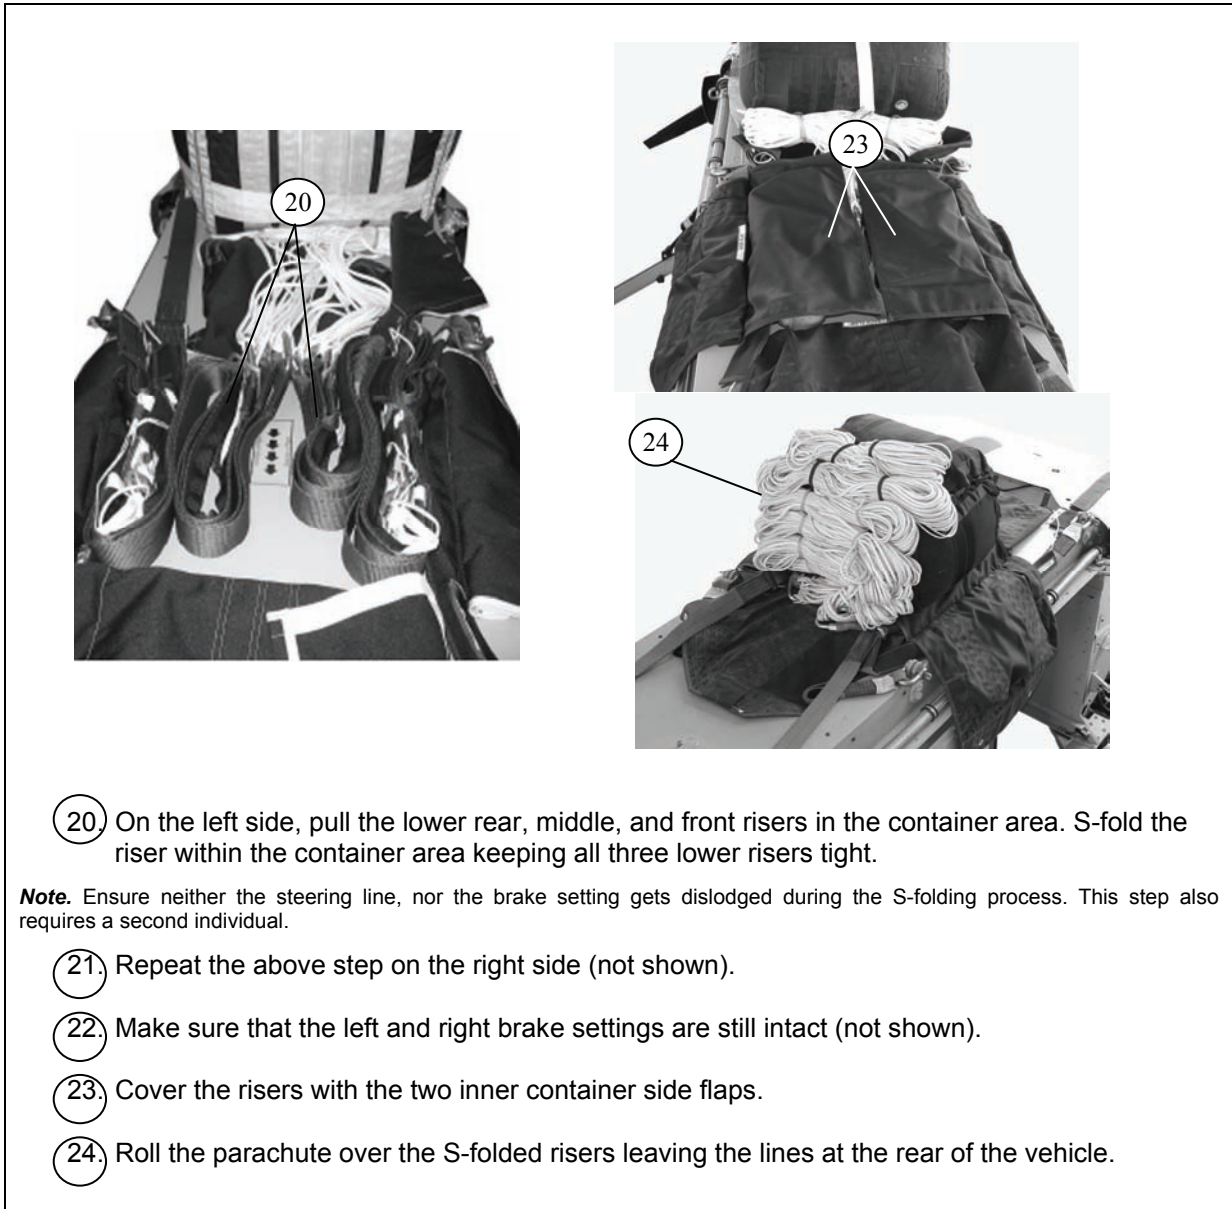 20
23
24
20. On the left side, pull the lower rear, middle, and front risers in the container area. S-fold the
riser within the container area keeping all three lower risers tight.
Note. Ensure neither the steering line, nor the brake setting gets dislodged during the S-folding process. This step also
requires a second individual.
21. Repeat the above step on the right side (not shown).
22. Make sure that the left and right brake settings are still intact (not shown).
23. Cover the risers with the two inner container side flaps.
24. Roll the parachute over the S-folded risers leaving the lines at the rear of the vehicle.